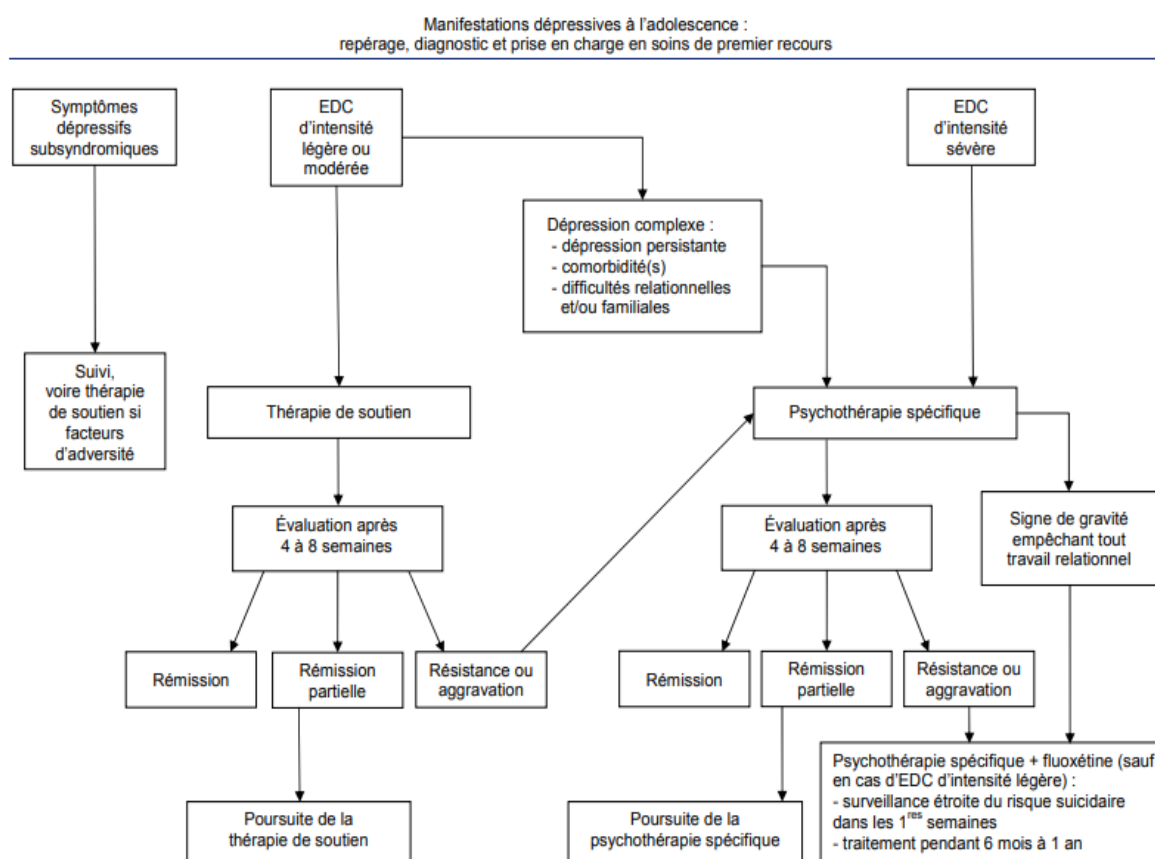 Manifestations dépressives à l'adolescence :
repérage, diagnostic et prise en charge en soins de premier recours
Symptômes
dépressifs
subsyndromiques
EDC
d'intensité
légère ou
modérée
EDC
d'intensité
sévère
Dépression complexe :
- dépression persistante
- comorbidité(s)
- difficultés relationnelles
et/ou familiales
Suivi,
voire thérapie
de soutien si
facteurs
d'adversité
Thérapie de soutien
Psychothérapie spécifique
Évaluation après
4 à 8 semaines
Évaluation après
4 à 8 semaines
Signe de gravité
empêchant tout
travail relationnel
Rémission
Rémission
partielle
Résistance ou
aggravation
Rémission
Rémission
partielle
Résistance ou
aggravation
Poursuite de la
thérapie de soutien
Poursuite de la
psychothérapie spécifique
Psychothérapie spécifique + fluoxétine (sauf
en cas d'EDC d'intensité légère) :
- surveillance étroite du risque suicidaire
dans les 1res semaines
- traitement pendant 6 mois à 1 an